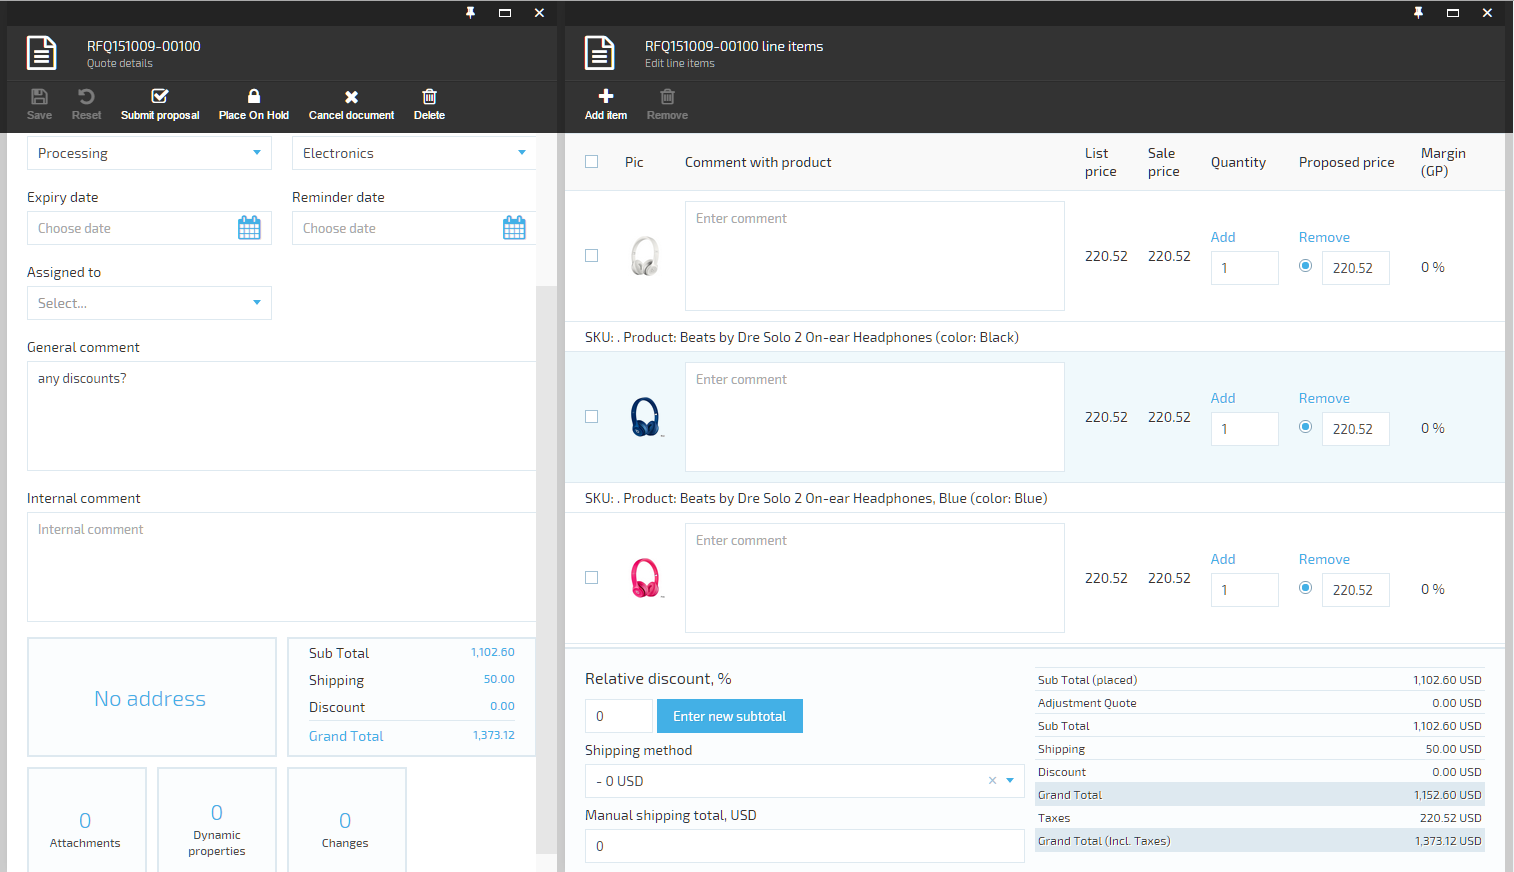 RFQ151009-00100
Quote details
Save
Reset
Submit proposal
Place On Hold
Cancel document
Delete
Processing
Electronics
Expiry date
Reminder date
Choose date
Choose date
Assigned to
Select...
General comment
any discounts?
Internal comment
Internal comment
No address
Sub Total 1,102.60
Shipping 50.00
Discount 0.00
Grand Total 1,373.12
0
Attachments
0
Dynamic
properties
0
Changes
RFQ151009-00100 line items
Edit line items
Add item
Remove
Pic
Comment with product
List
price
Sale
price
Quantity
Proposed price
Margin
(GP)
Enter comment
220.52
220.52
Add
1
Remove
220.52
0 %
SKU: . Product: Beats by Dre Solo 2 On-ear Headphones (color: Black)
Enter comment
220.52
220.52
Add
1
Remove
220.52
0 %
SKU: . Product: Beats by Dre Solo 2 On-ear Headphones, Blue (color: Blue)
Enter comment
220.52
220.52
Add
1
Remove
220.52
0 %
Relative discount, %
0
Enter new subtotal
Shipping method
- 0 USD
Manual shipping total, USD
0
Sub Total (placed) 1,102.60 USD
Adjustment Quote 0.00 USD
Sub Total 1,102.60 USD
Shipping 50.00 USD
Discount 0.00 USD
Grand Total 1,152.60 USD
Taxes 220.52 USD
Grand Total (Incl. Taxes) 1,373.12 USD